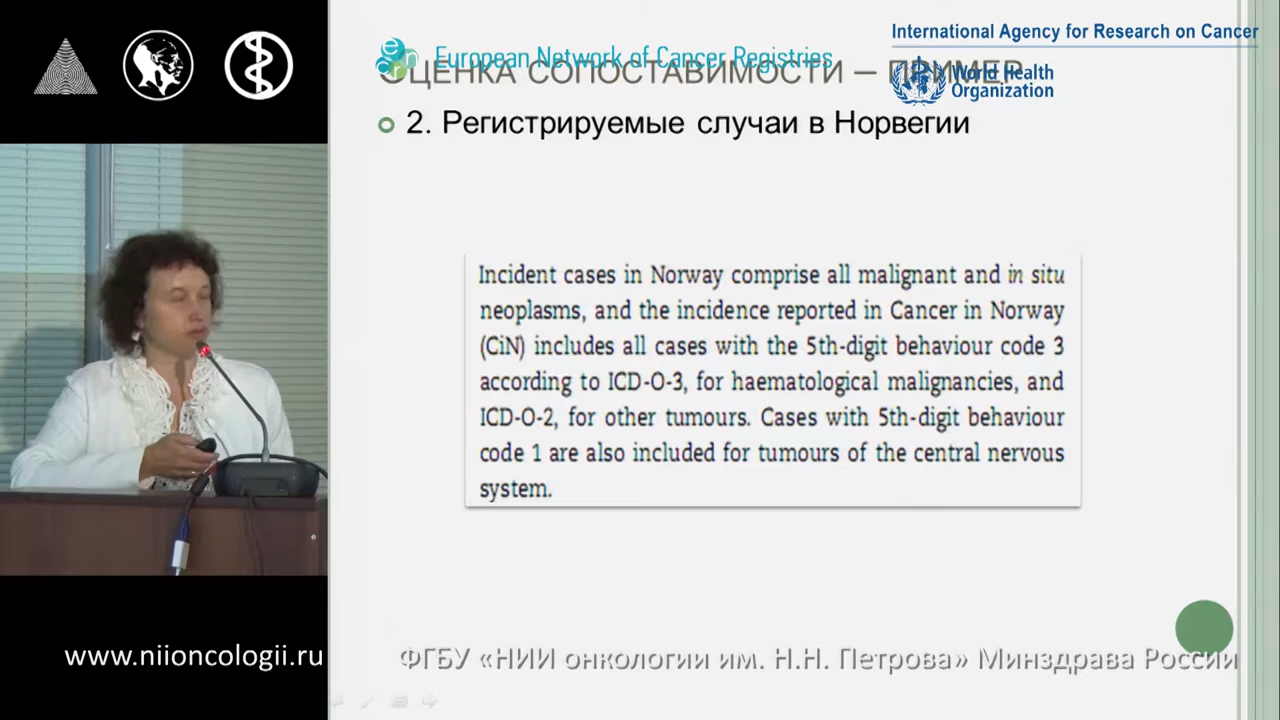 European Network of Cancer Registries
International Agency for Research on Cancer
World Health
Organization
ОЦЕНКА СОПОСТАВИМОСТИ – ПРИМЕР
2. Регистрируемые случаи в Норвегии
Incident cases in Norway comprise all malignant and in situ
neoplasms, and the incidence reported in Cancer in Norway
(CiN) includes all cases with the 5th-digit behaviour code 3
according to ICD-O-3, for haematological malignancies, and
ICD-O-2, for other tumours. Cases with 5th-digit behaviour
code 1 are also included for tumours of the central nervous
system.
www.niioncologii.ru
ФГБУ «НИИ онкологии им. Н.Н. Петрова» Минздрава России